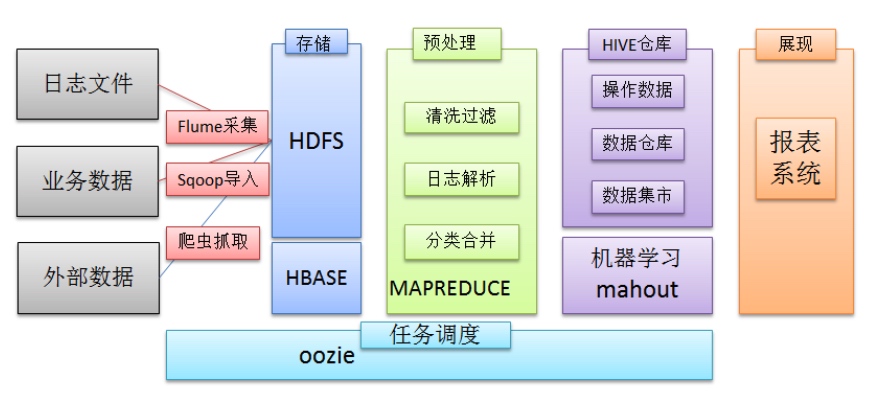 日志文件
业务数据
外部数据
Flume采集
Sqoop导入
爬虫抓取
存储
HDFS
HBASE
预处理
清洗过滤
日志解析
分类合并
MAPREDUCE
HIVE仓库
操作数据
数据仓库
数据集市
机器学习
mahout
展现
报表
系统
任务调度
oozie